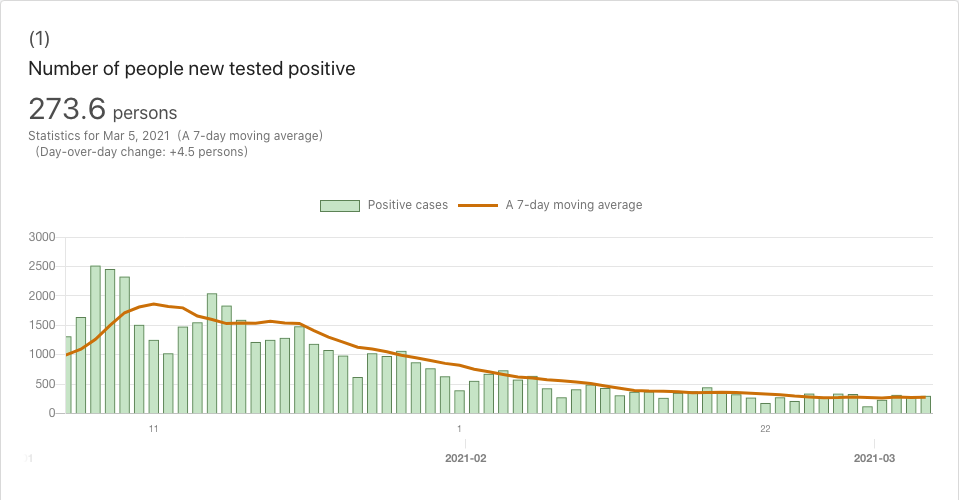 (1)
Number of people new tested positive
273.6 persons
Statistics for Mar 5, 2021 (A 7-day moving average)
(Day-over-day change: +4.5 persons)
Positive cases A 7-day moving average
3000
2500
2000
1500
1000
500
0
11 1 22
2021-02 2021-03